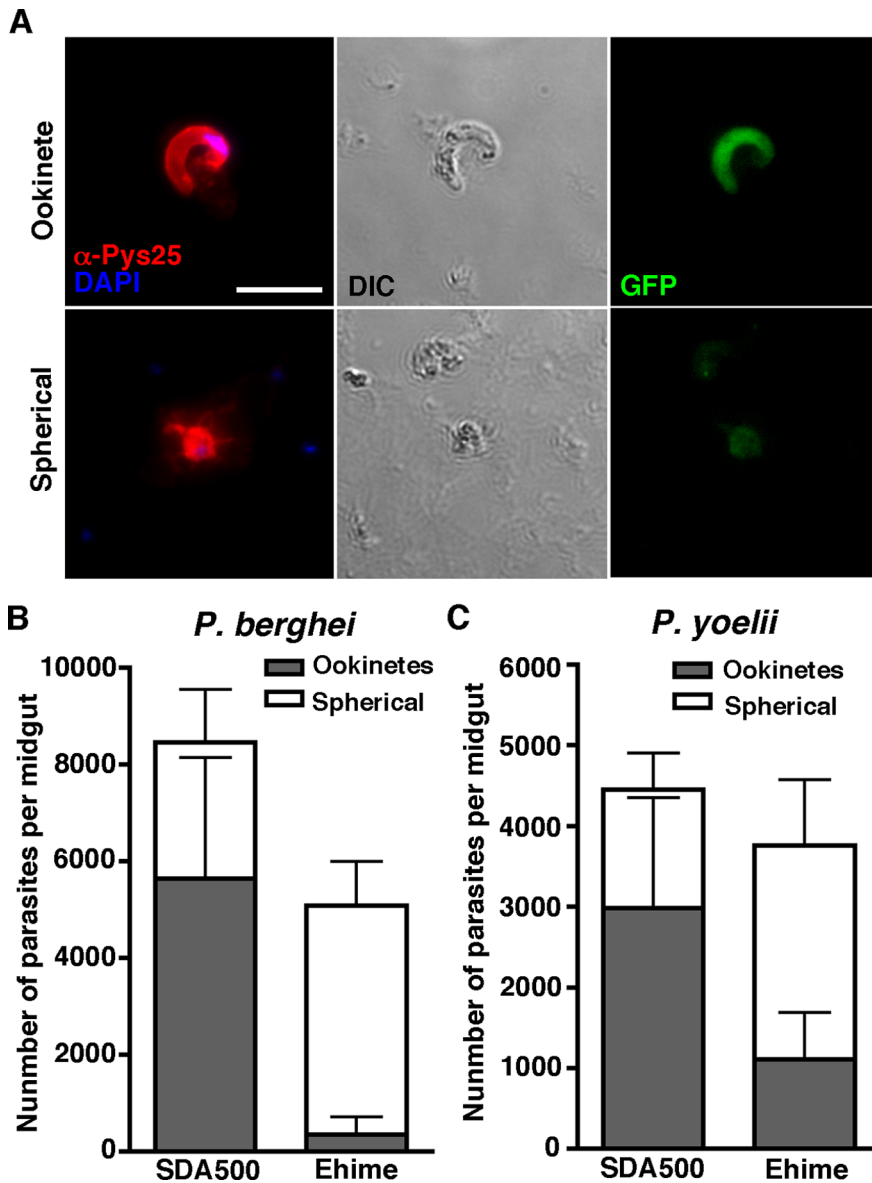 A
Ookinete
α-Pys25
DAPI
DIC
GFP
Spherical
B
P. berghei
Nunmber of parasites per midgut
10000
8000
6000
4000
2000
0
Ookinetes
Spherical
SDA500
Ehime
C
P. yoelii
Nunmber of parasites per midgut
6000
5000
4000
3000
2000
1000
0
Ookinetes
Spherical
SDA500
Ehime